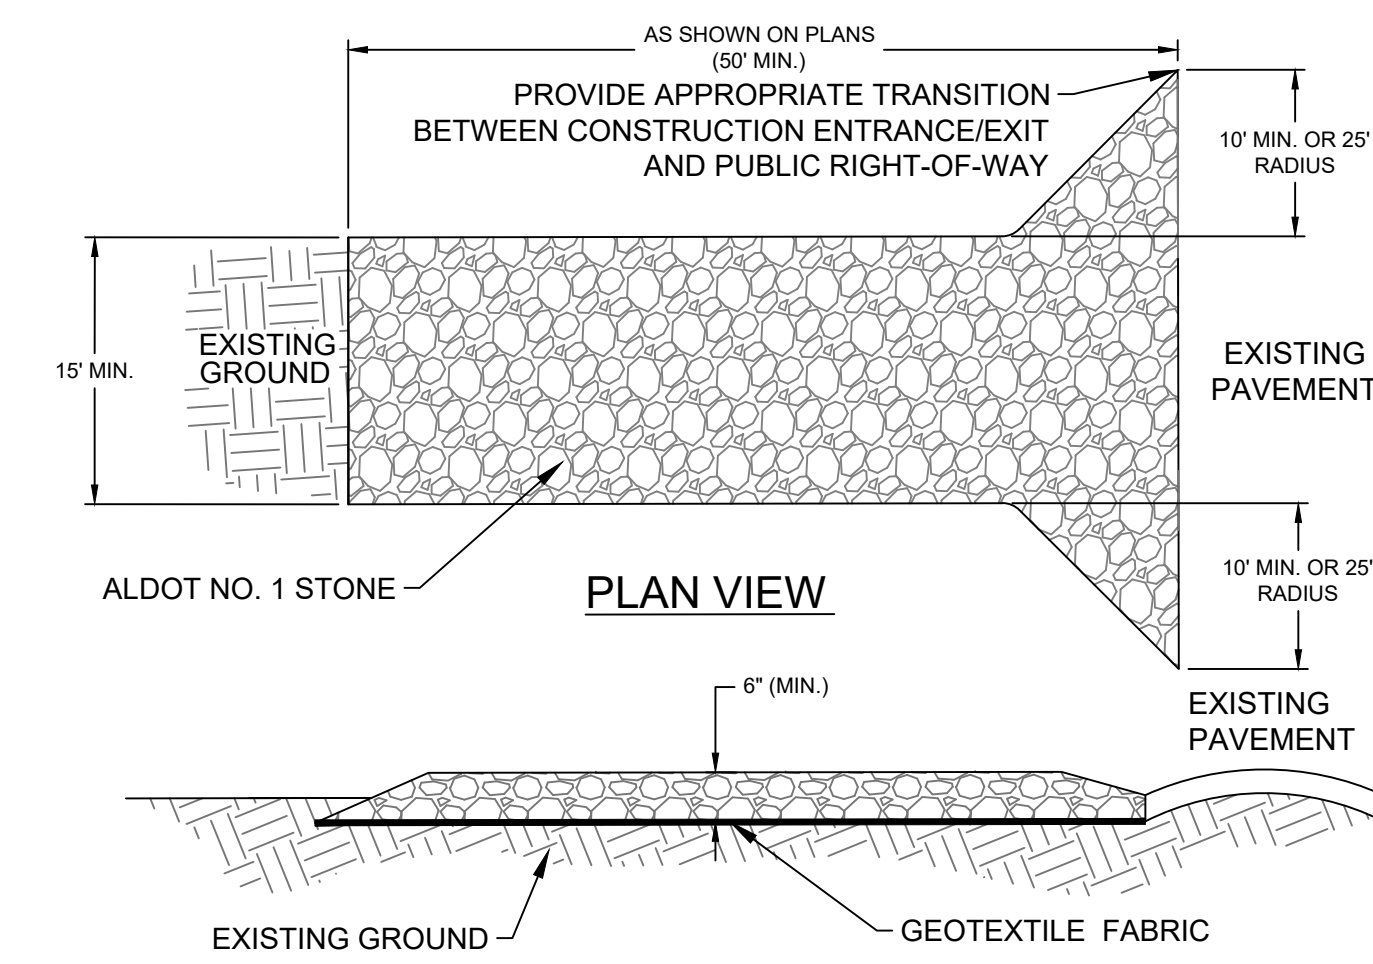 AS SHOWN ON PLANS
(50' MIN.)
PROVIDE APPROPRIATE TRANSITION
BETWEEN CONSTRUCTION ENTRANCE/EXIT
AND PUBLIC RIGHT-OF-WAY
10' MIN. OR 25'
RADIUS
15' MIN.
EXISTING
GROUND
EXISTING
PAVEMENT
ALDOT NO. 1 STONE
PLAN VIEW
10' MIN. OR 25'
RADIUS
6" (MIN.)
EXISTING
PAVEMENT
EXISTING GROUND
GEOTEXTILE FABRIC